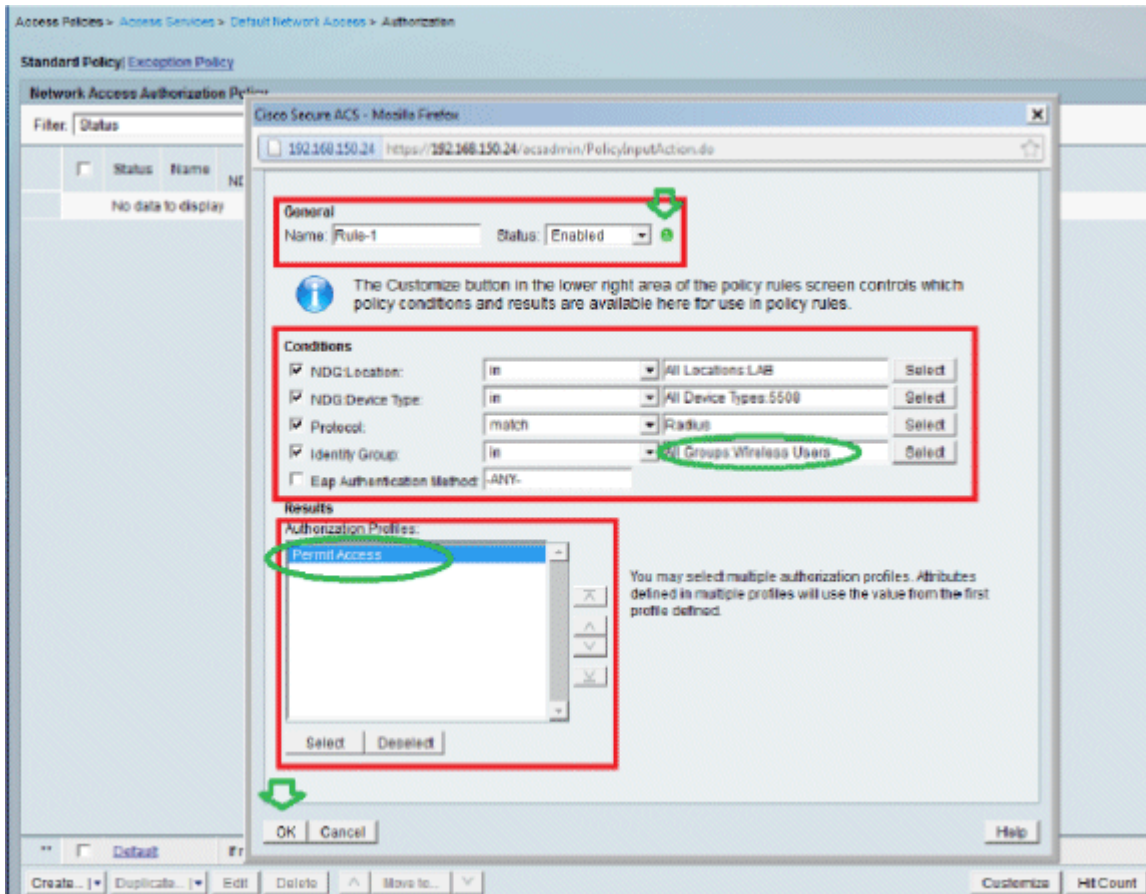 Access Policies > Access Services > Default Network Access > Authorization
Standard Policy| Exception Policy
Network Access Authorization Policy
Filter: Status
Status Name
No data to display
Cisco Secure ACS - Mozilla Firefox
192.168.150.24 https://192.168.150.24/acsadmin/PolicyInputAction.do
General
Name: Rule-1 Status: Enabled
The Customize button in the lower right area of the policy rules screen controls which
policy conditions and results are available here for use in policy rules.
Conditions
NDG:Location: in All Locations:LAB Select
NDG:Device Type: in All Device Types:5508 Select
Protocol: match Radius Select
Identity Group: in All Groups:Wireless Users Select
Eap Authentication Method: -ANY-
Results
Authorization Profiles:
Permit Access
You may select multiple authorization profiles. Attributes
defined in multiple profiles will use the value from the first
profile defined.
Select Deselect
OK Cancel Help
** Default
Create... Duplicate... Edit Delete Move to... Customize Hit Count